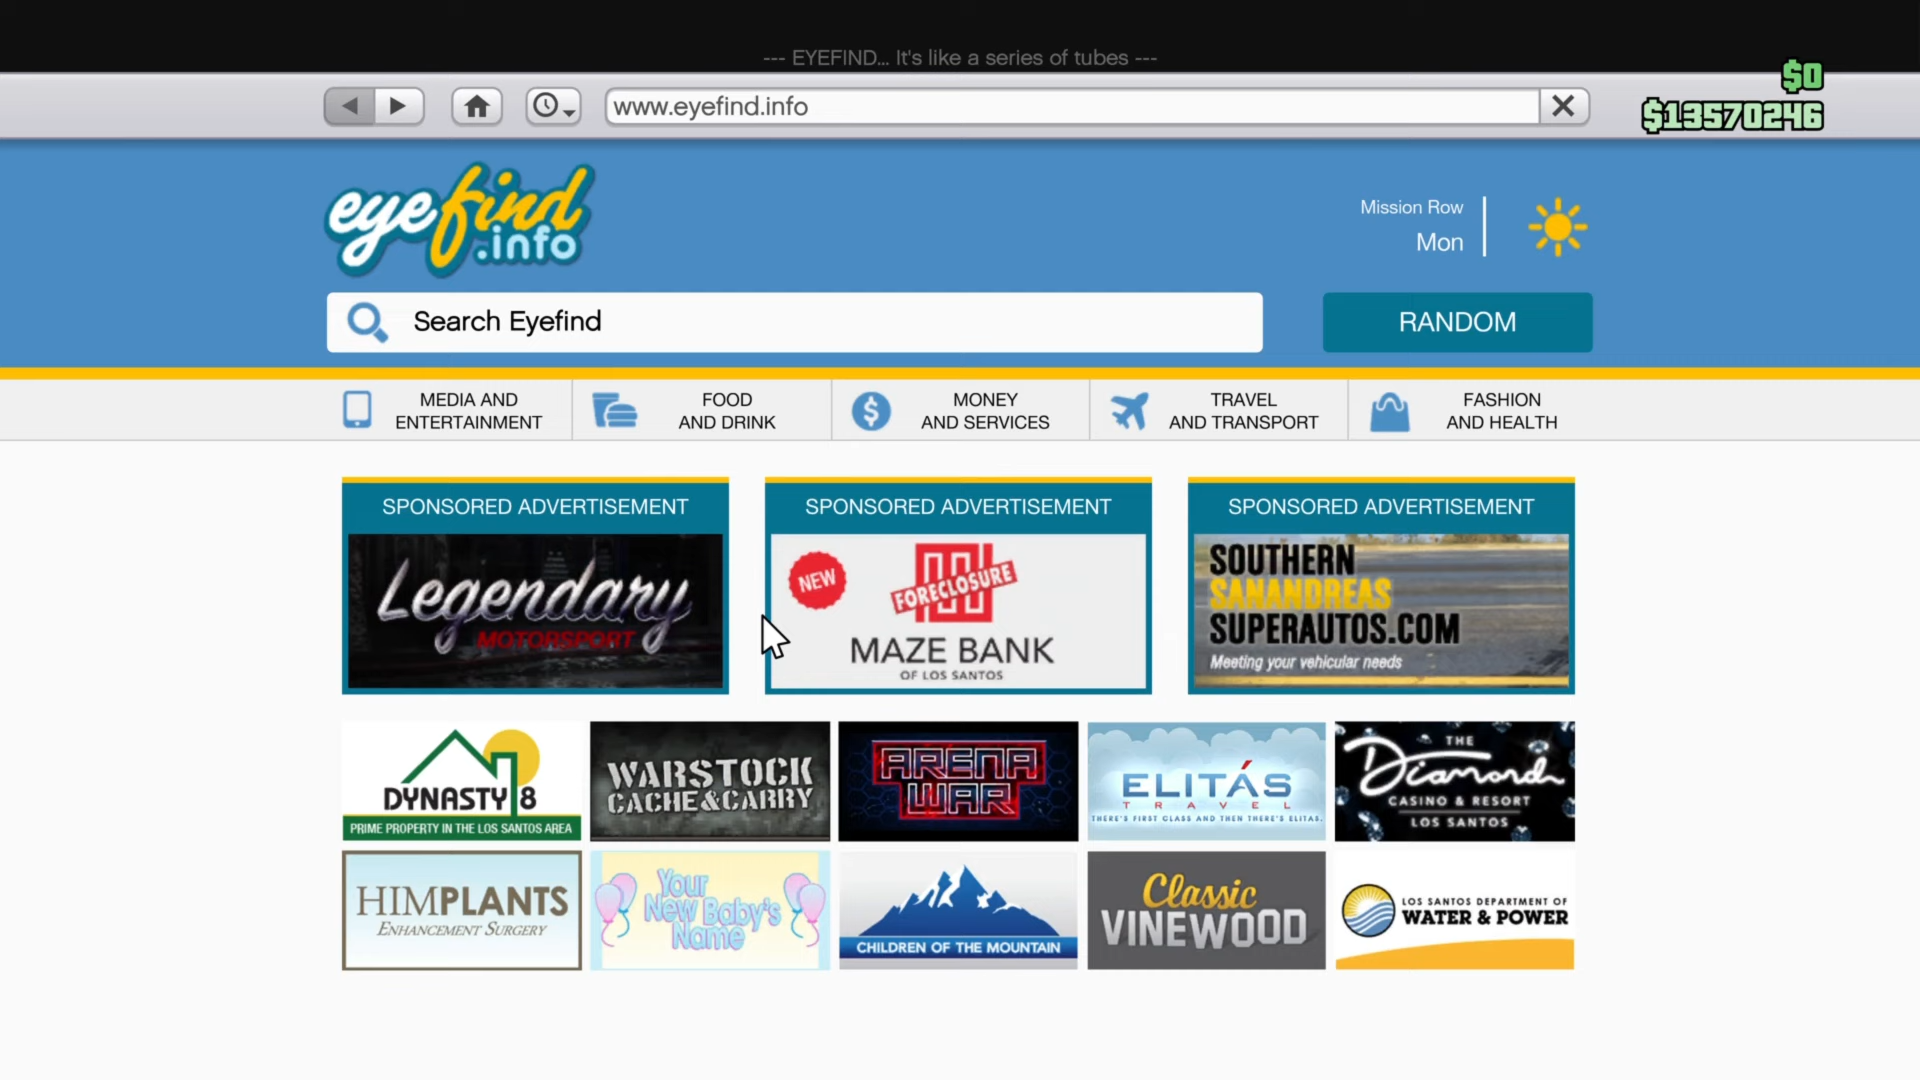 --- EYEFIND... It's like a series of tubes ---
www.eyefind.info
$0
$13570246
eyefind
.info
Mission Row
Mon
Search Eyefind
RANDOM
MEDIA AND
ENTERTAINMENT
FOOD
AND DRINK
MONEY
AND SERVICES
TRAVEL
AND TRANSPORT
FASHION
AND HEALTH
SPONSORED ADVERTISEMENT
Legendary
MOTORSPORT
SPONSORED ADVERTISEMENT
NEW
FORECLOSURE
MAZE BANK
OF LOS SANTOS
SPONSORED ADVERTISEMENT
SOUTHERN
SANANDREAS
SUPERAUTOS.COM
Meeting your vehicular needs
DYNASTY 8
PRIME PROPERTY IN THE LOS SANTOS AREA
WARSTOCK
CACHE&CARRY
ARENA
WAR
ELITÁS
TRAVEL
THERE'S FIRST CLASS AND THEN THERE'S ELITAS.
THE
Diamond
CASINO & RESORT
LOS SANTOS
HIMPLANTS
ENHANCEMENT SURGERY
Your
New Baby's
Name
CHILDREN OF THE MOUNTAIN
Classic
VINEWOOD
LOS SANTOS DEPARTMENT OF
WATER & POWER